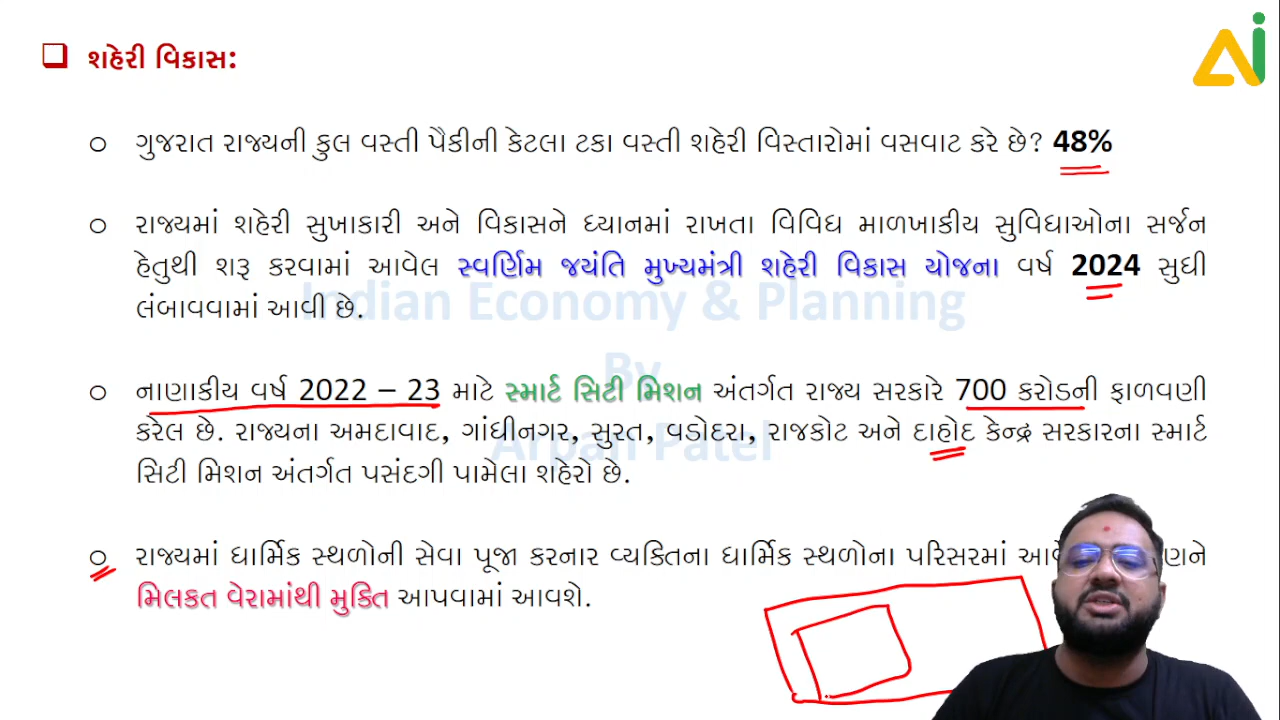 શહેરી વિકાસ:
ગુજરાત રાજ્યની કુલ વસ્તી પૈકીની કેટલા ટકા વસ્તી શહેરી વિસ્તારોમાં વસવાટ કરે છે? 48%
રાજ્યમાં શહેરી સુખાકારી અને વિકાસને ધ્યાનમાં રાખતા વિવિધ માળખાકીય સુવિધાઓના સર્જન
હેતુથી શરૂ કરવામાં આવેલ સ્વર્ણિમ જયંતિ મુખ્યમંત્રી શહેરી વિકાસ યોજના વર્ષ 2024 સુધી
લંબાવવામાં આવી છે.
Indian Economy & Planning
By
નાણાકીય વર્ષ 2022 – 23 માટે સ્માર્ટ સિટી મિશન અંતર્ગત રાજ્ય સરકારે 700 કરોડની ફાળવણી
કરેલ છે. રાજ્યના અમદાવાદ, ગાંધીનગર, સુરત, વડોદરા, રાજકોટ અને દાહોદ કેન્દ્ર સરકારના સ્માર્ટ
Arpan Patel
સિટી મિશન અંતર્ગત પસંદગી પામેલા શહેરો છે.
રાજ્યમાં ધાર્મિક સ્થળોની સેવા પૂજા કરનાર વ્યક્તિના ધાર્મિક સ્થળોના પરિસરમાં
મિલકત વેરામાંથી મુક્તિ આપવામાં આવશે.